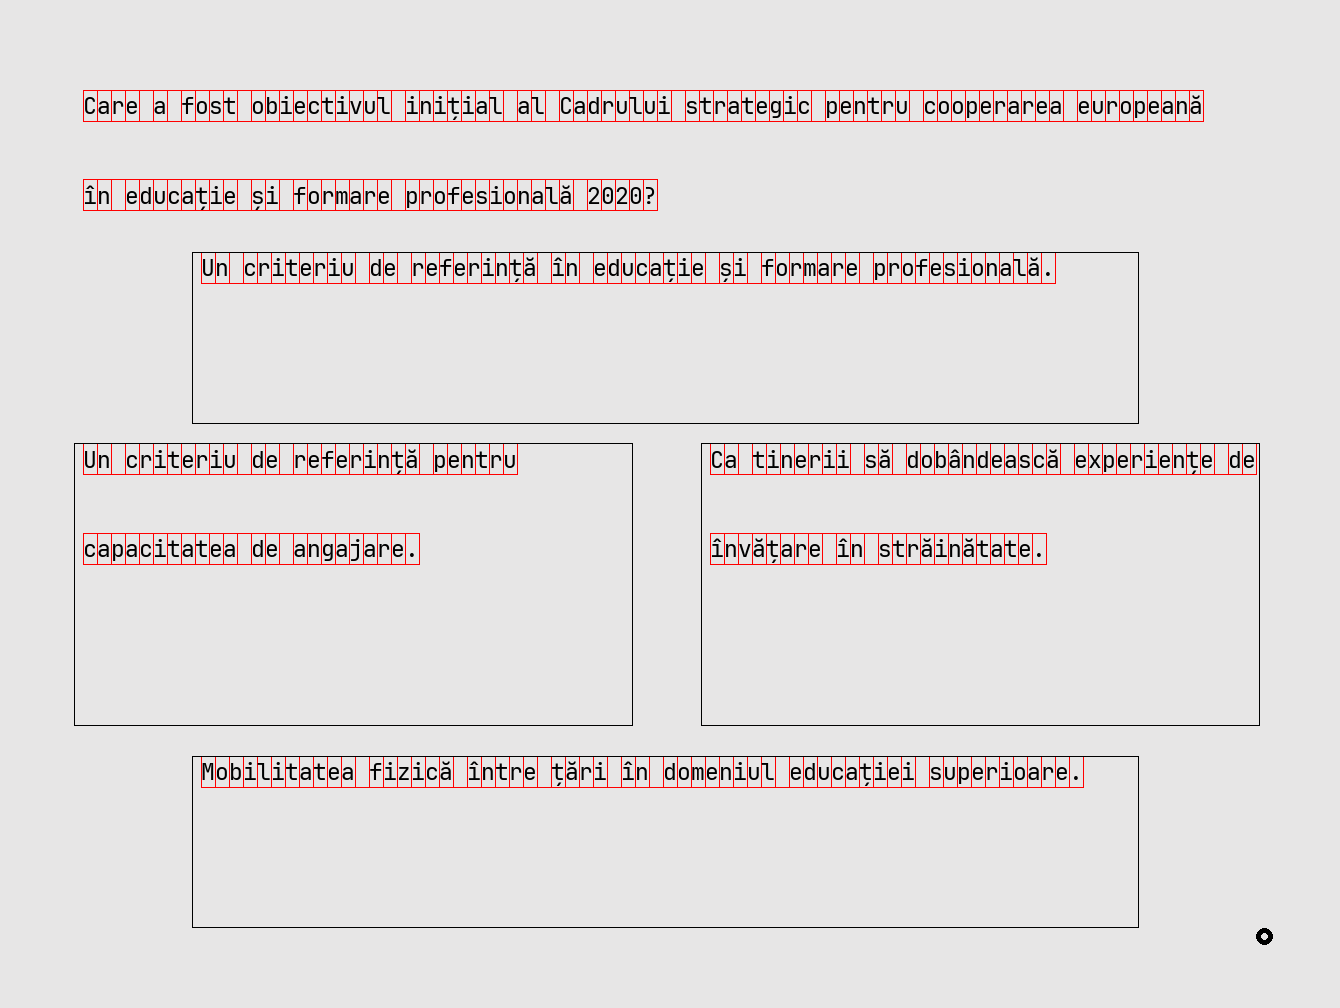 Care a fost obiectivul inițial al Cadrului strategic pentru cooperarea europeană
în educație și formare profesională 2020?
Un criteriu de referință în educație și formare profesională.
Un criteriu de referință pentru
capacitatea de angajare.
Ca tinerii să dobândească experiențe de
învățare în străinătate.
Mobilitatea fizică între țări în domeniul educației superioare.